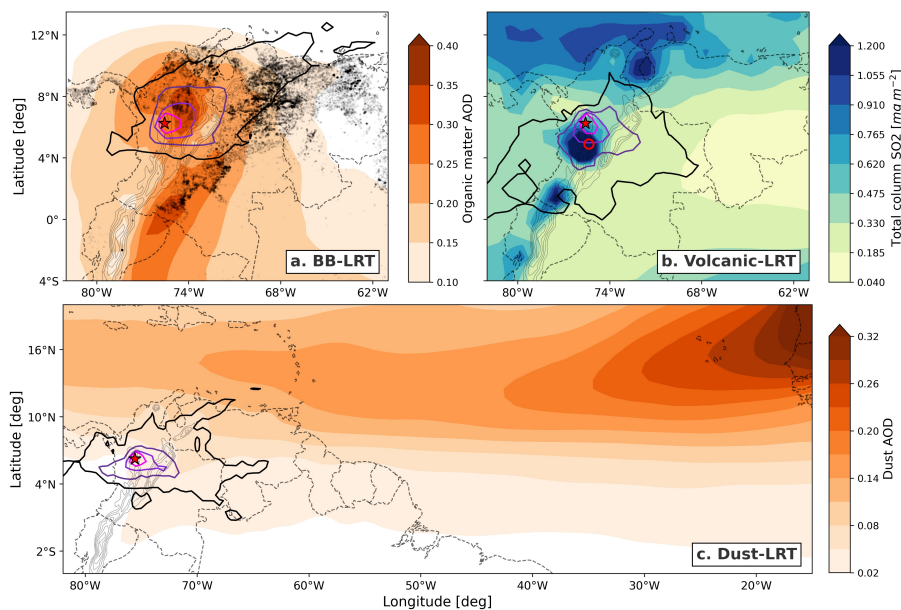 12°N
8°N
4°N
0°
4°S
Latitude [deg]
80°W
74°W
68°W
62°W
a. BB-LRT
0.40
0.35
0.30
0.25
0.20
0.15
0.10
Organic matter AOD
80°W
74°W
68°W
62°W
b. Volcanic-LRT
1.200
1.055
0.910
0.765
0.620
0.475
0.330
0.185
0.040
Total column SO2 [mg m⁻²]
16°N
10°N
4°N
2°S
Latitude [deg]
80°W
70°W
60°W
50°W
40°W
30°W
20°W
Longitude [deg]
c. Dust-LRT
0.32
0.26
0.20
0.14
0.08
0.02
Dust AOD